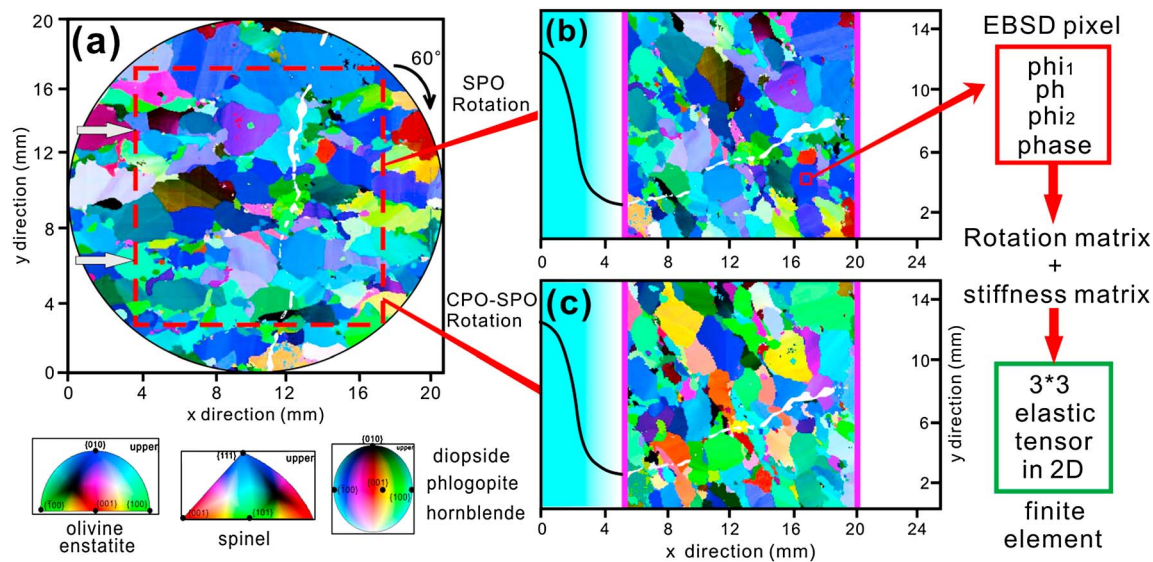 (a)
60°
16
12
8
4
0
y direction (mm)
0
4
8
12
16
20
x direction (mm)
SPO
Rotation
CPO-SPO
Rotation
(b)
14
10
6
2
0
4
8
12
16
20
24
(c)
14
10
6
2
y direction (mm)
0
4
8
12
16
20
24
x direction (mm)
EBSD pixel
phi1
ph
phi2
phase
Rotation matrix
+
stiffness matrix
3*3
elastic
tensor
in 2D
finite
element
{010}
upper
{100}
{001}
{100}
olivine
enstatite
{111}
upper
{001}
{101}
spinel
{010}
upper
{100}
{001}
{100}
diopside
phlogopite
hornblende